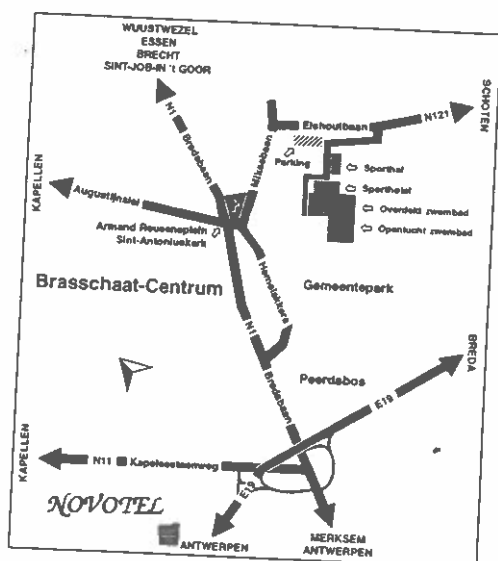 WUUSTWEZEL
ESSEN
BRECHT
SINT-JOB-IN 't GOOR
SCHOTEN
N1
Bredabaan
Elshoutbaan
N121
Parking
Miksebaan
Sporthal
KAPELLEN
Augustijnslei
Overdekt zwembad
Openlucht zwembad
Armand Reusensplein
Sint-Antoniuskerk
Hemelakkers
Brasschaat-Centrum
Gemeentepark
N1
Bredabaan
BREDA
Peerdsbos
E19
KAPELLEN
N11
Kapelsesteenweg
E19
NOVOTEL
ANTWERPEN
MERKSEM
ANTWERPEN